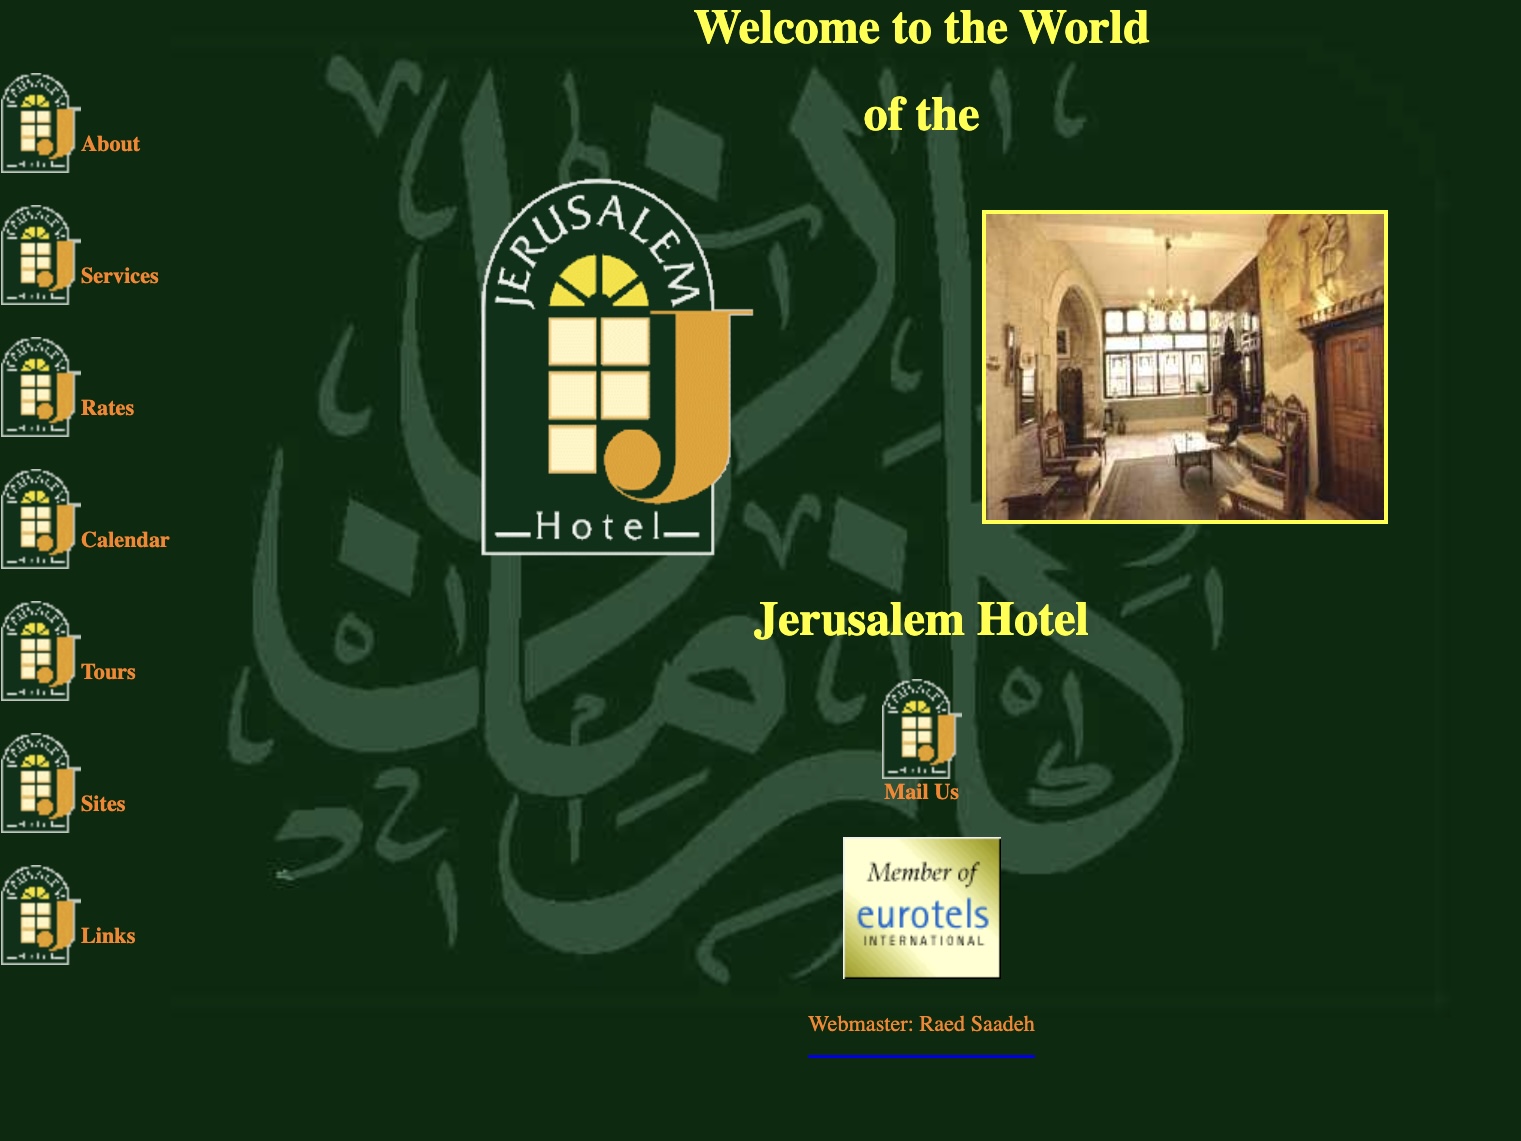 Welcome to the World
of the
JERUSALEM
J
Hotel
Jerusalem Hotel
Mail Us
Member of
eurotels
INTERNATIONAL
Webmaster: Raed Saadeh
About
Services
Rates
Calendar
Tours
Sites
Links